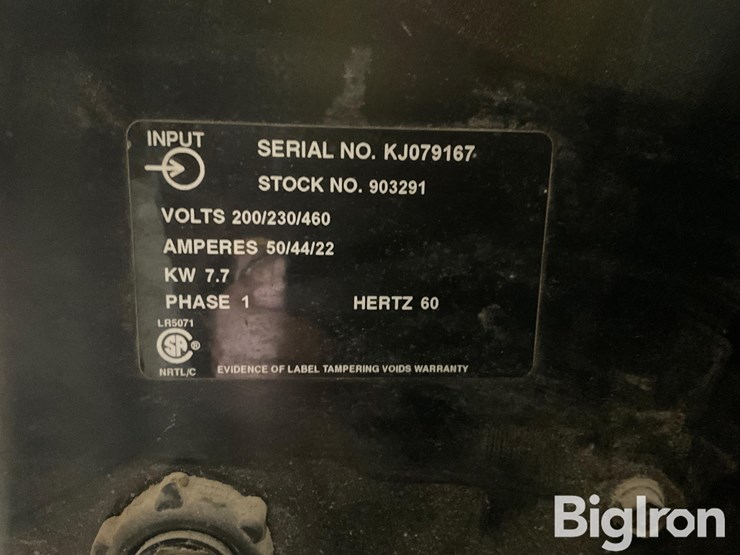 INPUT
SERIAL NO. KJ079167
STOCK NO. 903291
VOLTS 200/230/460
AMPERES 50/44/22
KW 7.7
PHASE 1 HERTZ 60
LR5071
SA ®
NRTL/C
EVIDENCE OF LABEL TAMPERING VOIDS WARRANTY
BigIron